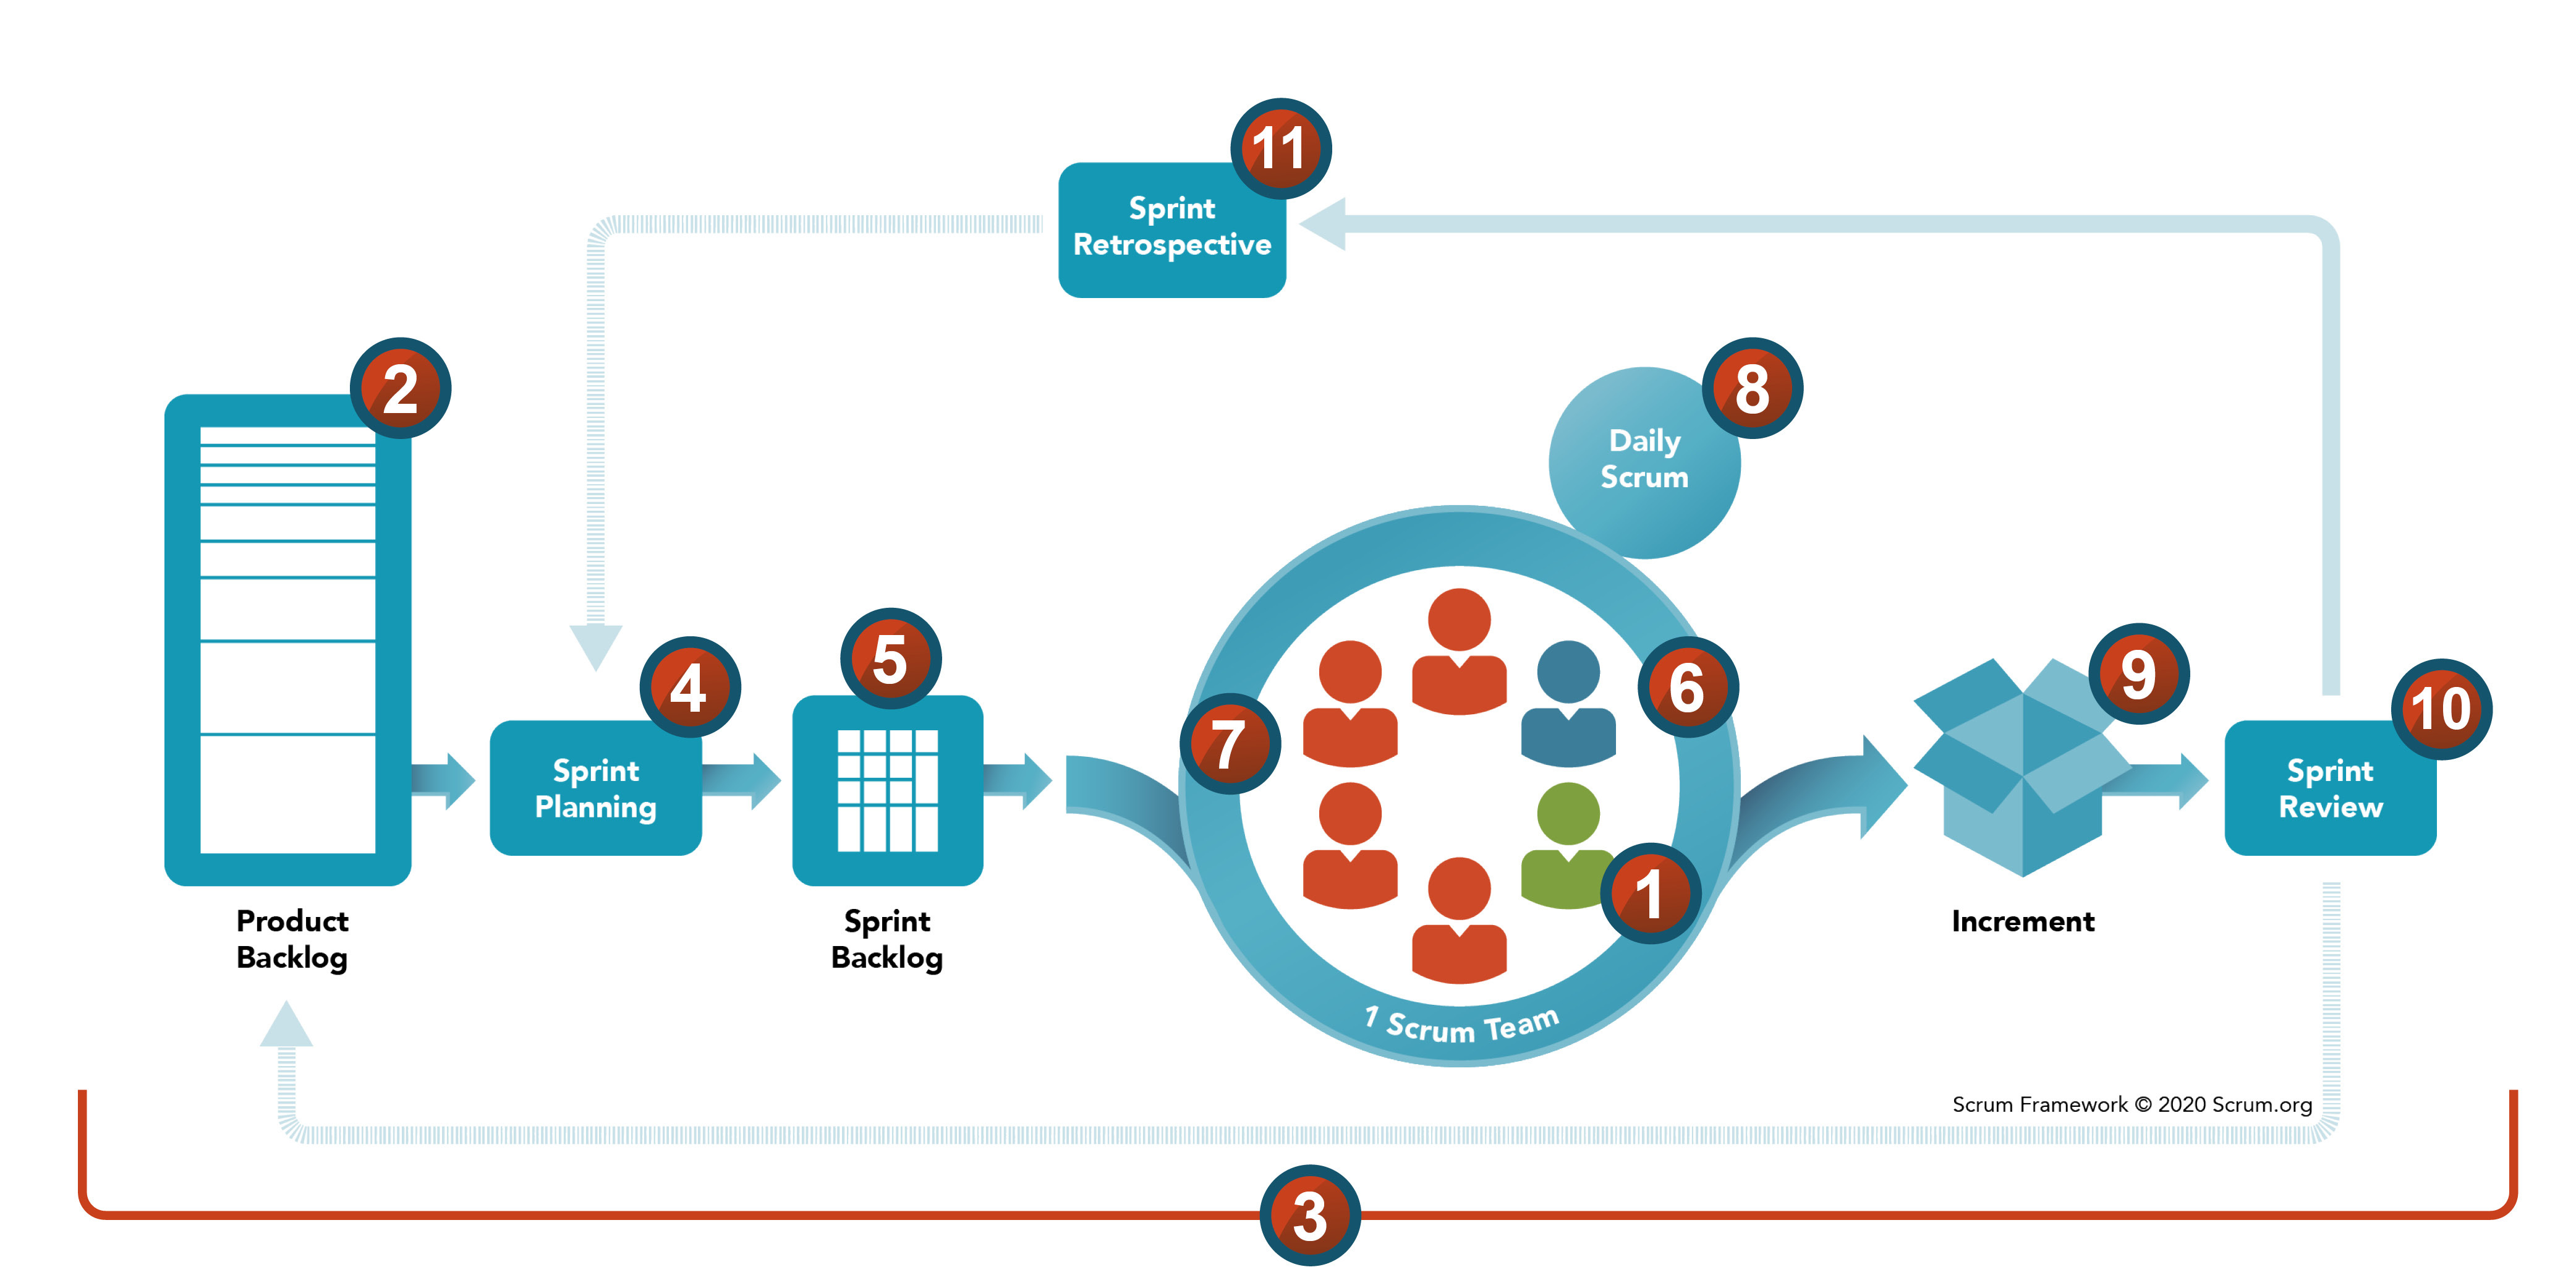 11
Sprint
Retrospective
2
8
Daily
Scrum
4
Sprint
Planning
5
7
6
1
9
10
Sprint
Review
Product
Backlog
Sprint
Backlog
1 Scrum Team
Increment
Scrum Framework © 2020 Scrum.org
3